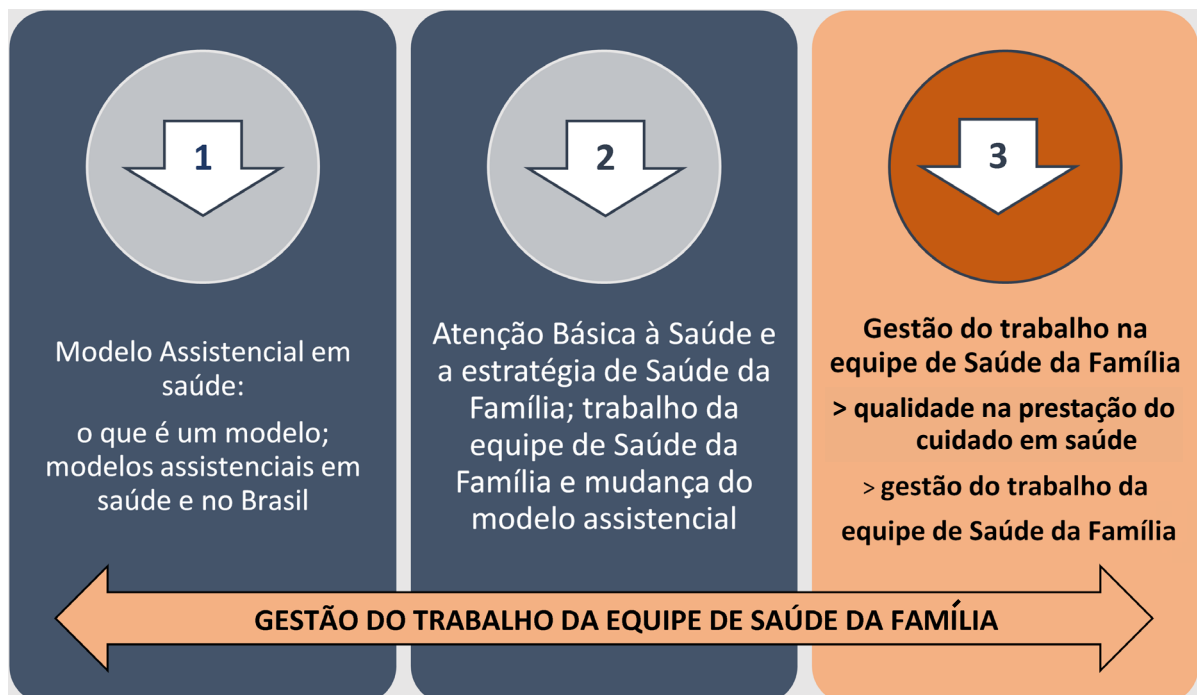 1
Modelo Assistencial em
saúde:
o que é um modelo;
modelos assistenciais em
saúde e no Brasil
2
Atenção Básica à Saúde e
a estratégia de Saúde da
Família; trabalho da
equipe de Saúde da
Família e mudança do
modelo assistencial
3
Gestão do trabalho na
equipe de Saúde da Família
> qualidade na prestação do
cuidado em saúde
> gestão do trabalho da
equipe de Saúde da Família
GESTÃO DO TRABALHO DA EQUIPE DE SAÚDE DA FAMÍLIA